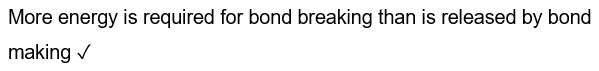 More energy is required for bond breaking than is released by bond
making ✓